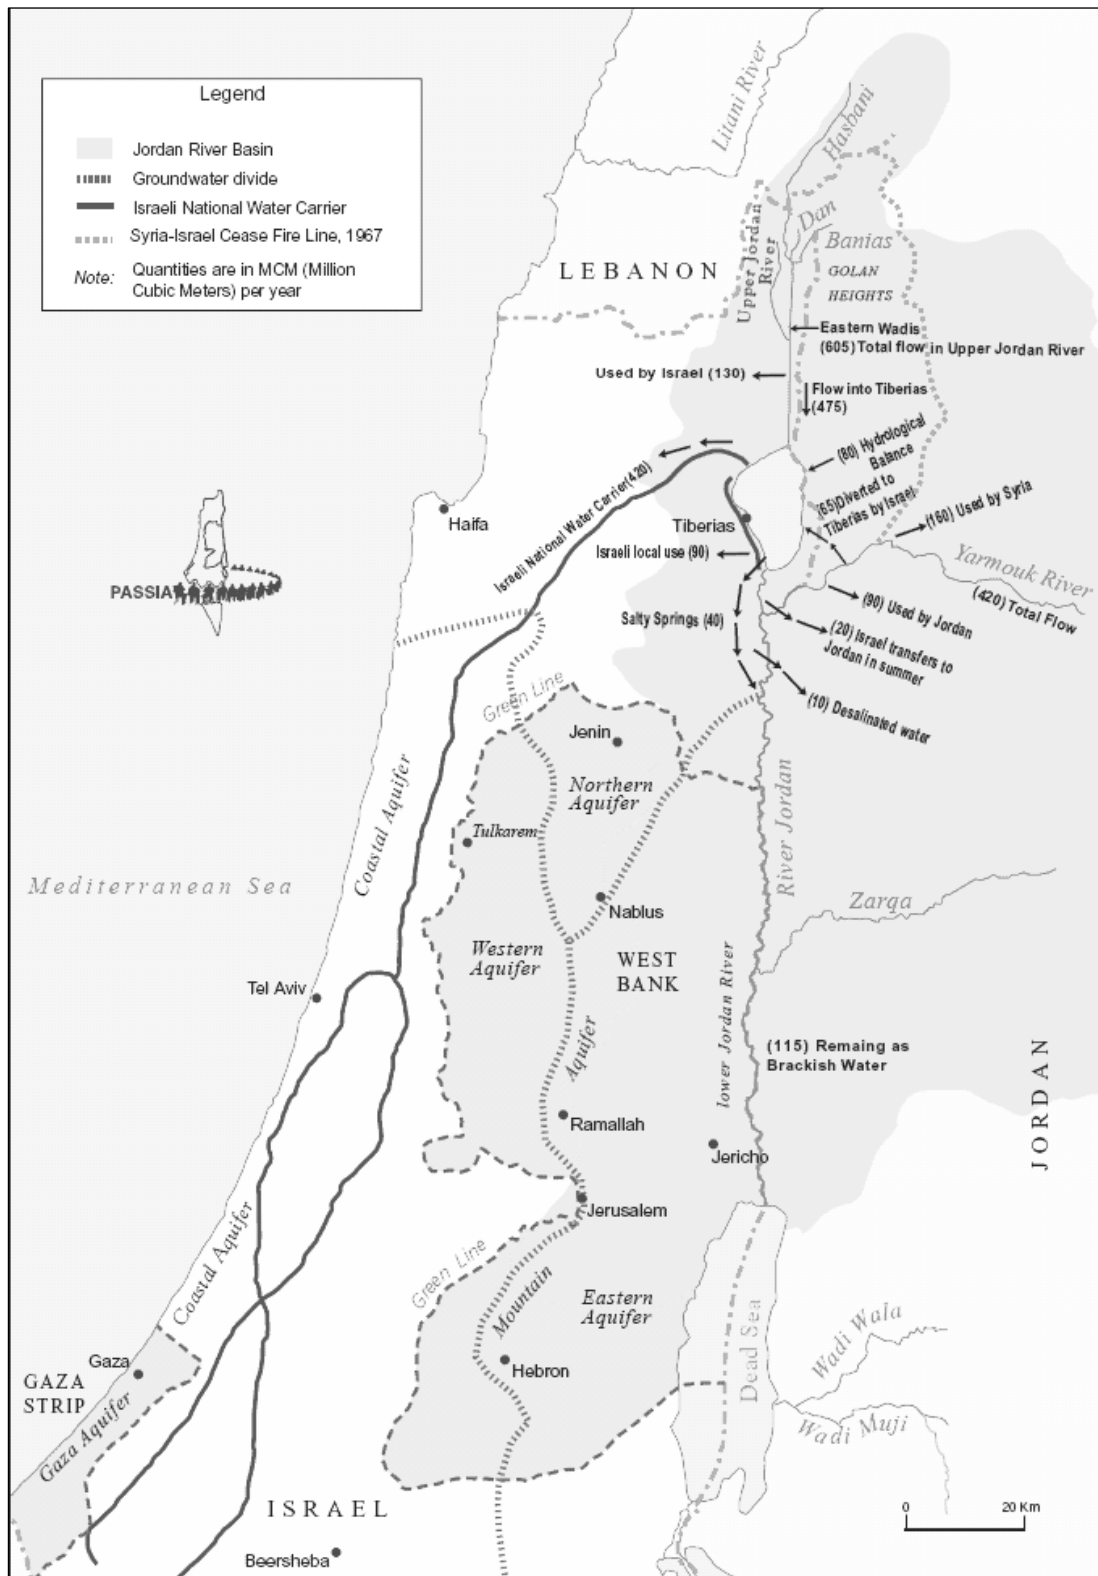 Legend
Jordan River Basin
Groundwater divide
Israeli National Water Carrier
Syria-Israel Cease Fire Line, 1967
Note: Quantities are in MCM (Million
Cubic Meters) per year
Litani River
Hasbani
Dan
Banias
GOLAN
HEIGHTS
Upper Jordan
River
LEBANON
Eastern Wadis
(605) Total flow in Upper Jordan River
Used by Israel (130)
Flow into Tiberias
(475)
(80) Hydrological
Balance
(65)Diverted to
Tiberias by Israel
(160) Used by Syria
Yarmouk River
(420) Total Flow
Israeli National Water Carrier(420)
Haifa
Tiberias
Israeli local use (90)
PASSIA
Salty Springs (40)
(90) Used by Jordan
(20) Israel transfers to
Jordan in summer
(10) Desalinated water
Green Line
Jenin
Northern
Aquifer
River Jordan
Coastal Aquifer
Tulkarem
Mediterranean Sea
Nablus
Zarqa
Western
Aquifer
WEST
BANK
Tel Aviv
lower Jordan River
Aquifer
(115) Remaing as
Brackish Water
JORDAN
Ramallah
Jericho
Jerusalem
Coastal Aquifer
Green Line
Mountain
Eastern
Aquifer
Dead Sea
Wadi Wala
Gaza
GAZA
STRIP
Hebron
Gaza Aquifer
Wadi Muji
ISRAEL
0 20 Km
Beersheba